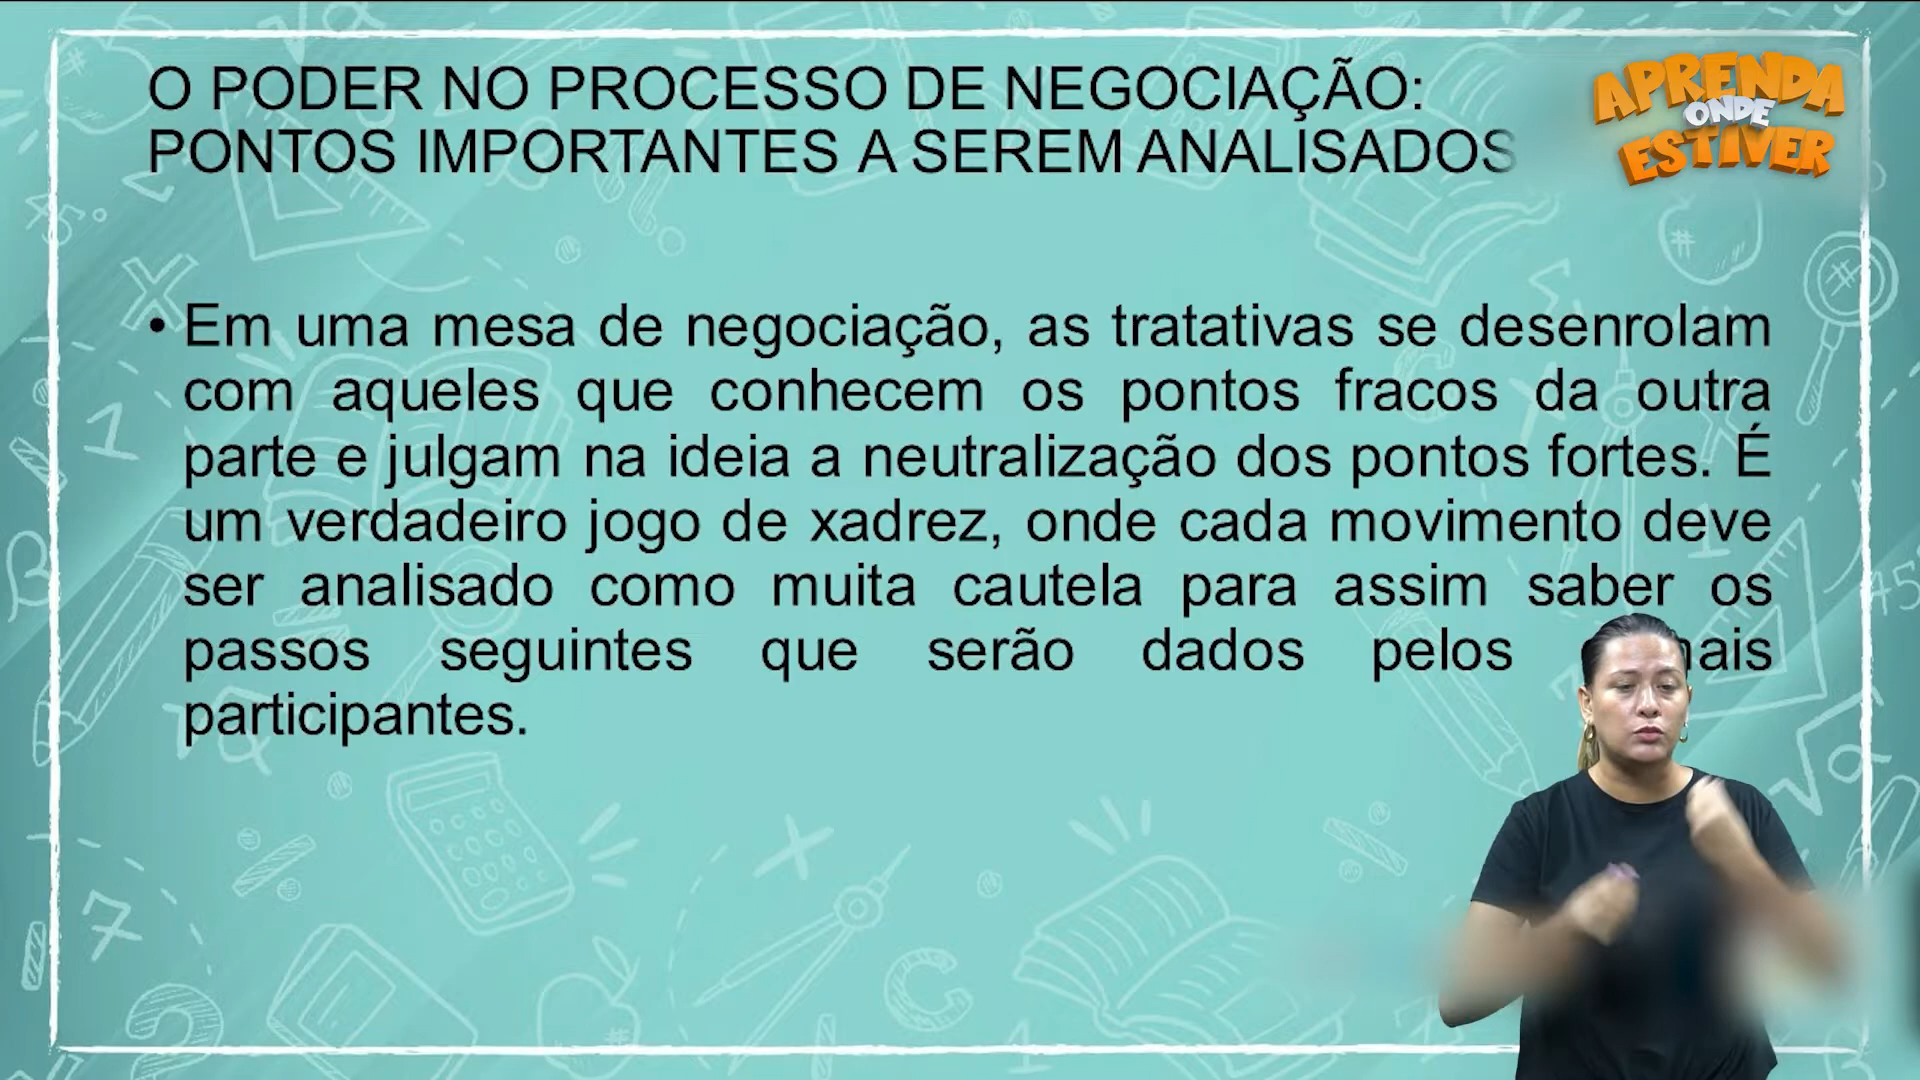 O PODER NO PROCESSO DE NEGOCIAÇÃO:
PONTOS IMPORTANTES A SEREM ANALISADOS
APRENDA
ONDE
ESTIVER
• Em uma mesa de negociação, as tratativas se desenrolam
com aqueles que conhecem os pontos fracos da outra
parte e julgam na ideia a neutralização dos pontos fortes. É
um verdadeiro jogo de xadrez, onde cada movimento deve
ser analisado como muita cautela para assim saber os
passos seguintes que serão dados pelos
participantes.